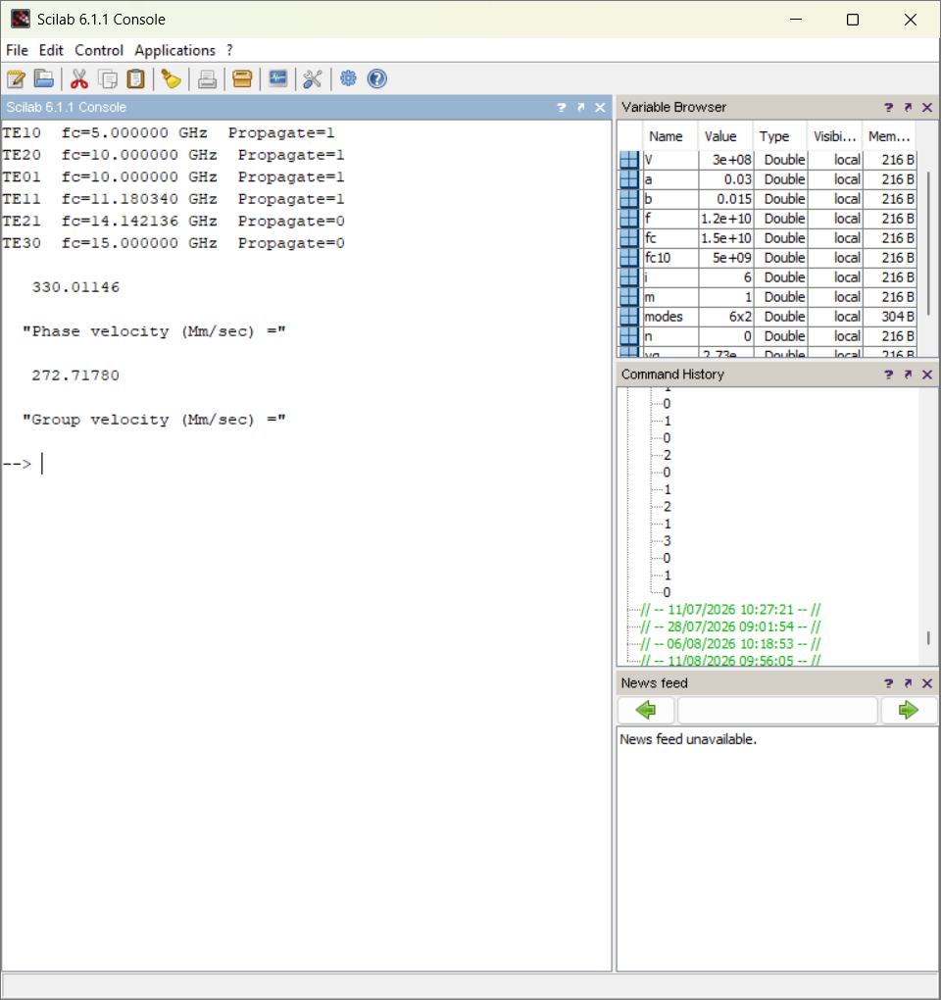 Scilab 6.1.1 Console
File Edit Control Applications ?
Scilab 6.1.1 Console ? ↗ ✕
TE10 fc=5.000000 GHz Propagate=1
TE20 fc=10.000000 GHz Propagate=1
TE01 fc=10.000000 GHz Propagate=1
TE11 fc=11.180340 GHz Propagate=1
TE21 fc=14.142136 GHz Propagate=0
TE30 fc=15.000000 GHz Propagate=0
330.01146
"Phase velocity (Mm/sec) ="
272.71780
"Group velocity (Mm/sec) ="
-->
Variable Browser ? ↗ ✕
Name Value Type Visibi... Mem...
V 3e+08 Double local 216 B
a 0.03 Double local 216 B
b 0.015 Double local 216 B
f 1.2e+10 Double local 216 B
fc 1.5e+10 Double local 216 B
fc10 5e+09 Double local 216 B
i 6 Double local 216 B
m 1 Double local 216 B
modes 6x2 Double local 304 B
n 0 Double local 216 B
vg 2.73e... Double local 216 B
Command History ? ↗ ✕
1
0
1
0
2
0
1
2
1
3
0
1
0
// -- 11/07/2026 10:27:21 -- //
// -- 28/07/2026 09:01:54 -- //
// -- 06/08/2026 10:18:53 -- //
// -- 11/08/2026 09:56:05 -- //
News feed ? ↗ ✕
News feed unavailable.